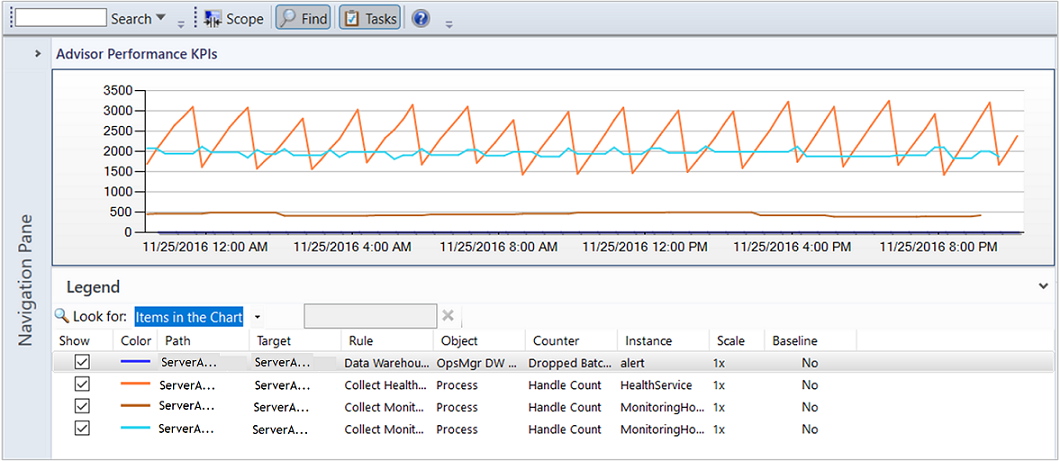 Search Scope Find Tasks
Advisor Performance KPIs
3500
3000
2500
2000
1500
1000
500
0
11/25/2016 12:00 AM 11/25/2016 4:00 AM 11/25/2016 8:00 AM 11/25/2016 12:00 PM 11/25/2016 4:00 PM 11/25/2016 8:00 PM
Navigation Pane
Legend
Look for: Items in the Chart
Show Color Path Target Rule Object Counter Instance Scale Baseline
ServerA... ServerA... Data Warehou... OpsMgr DW ... Dropped Batc... alert 1x No
ServerA... ServerA... Collect Health... Process Handle Count HealthService 1x No
ServerA... ServerA... Collect Monit... Process Handle Count MonitoringHo... 1x No
ServerA... ServerA... Collect Monit... Process Handle Count MonitoringHo... 1x No